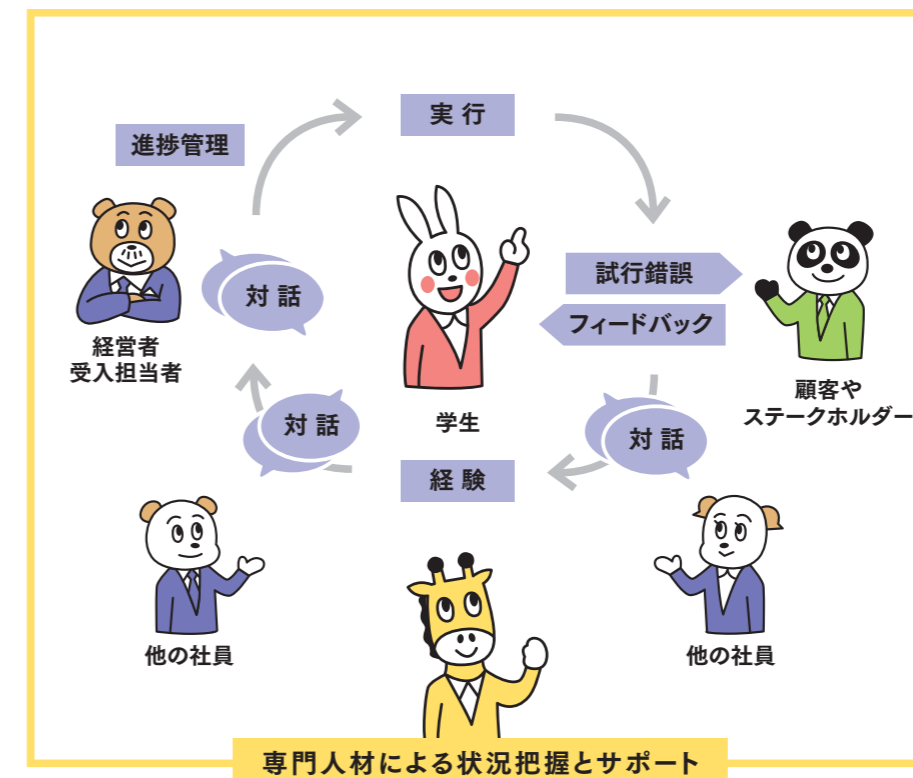 実行
進捗管理
対話
試行錯誤
フィードバック
経営者
受入担当者
学生
顧客や
ステークホルダー
対話
対話
経験
他の社員
他の社員
専門人材による状況把握とサポート